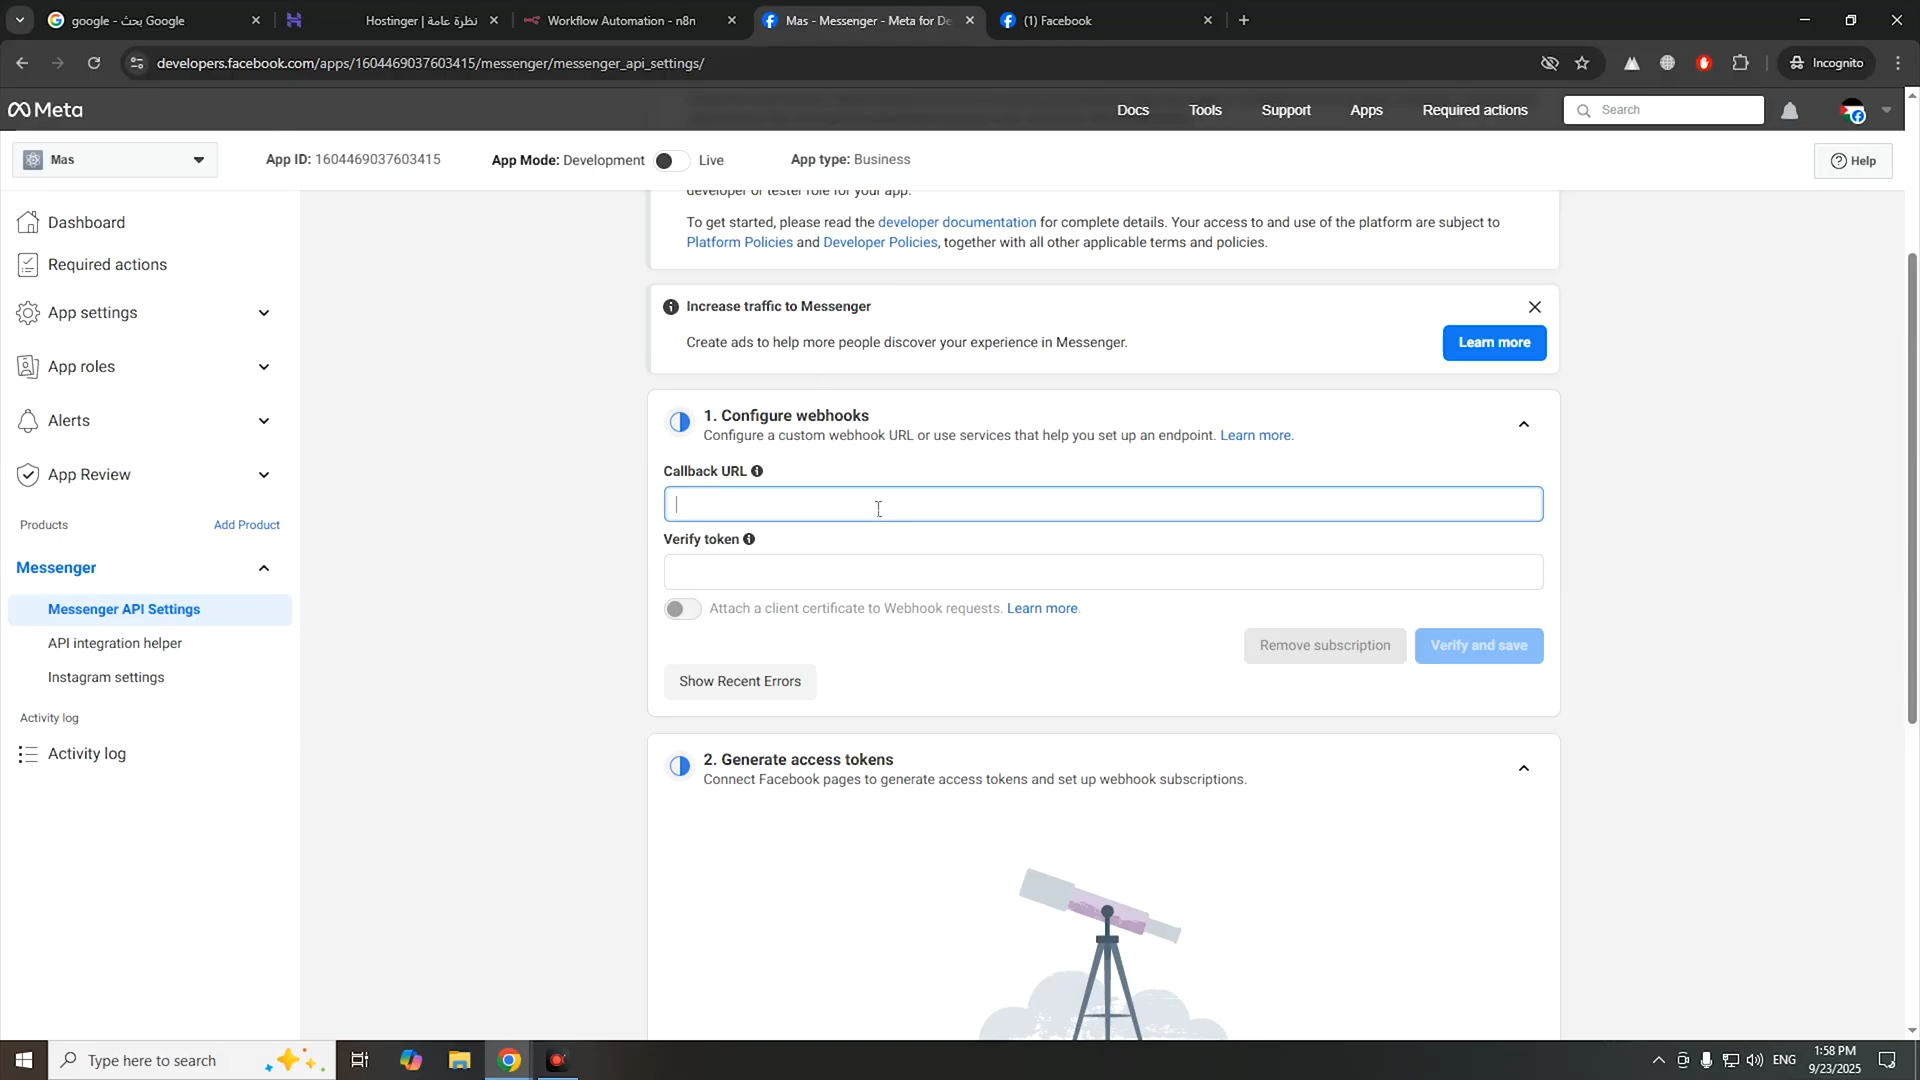 google - بحث Google
Hostinger | نظرة عامة
Workflow Automation - n8n
Mas - Messenger - Meta for De
(1) Facebook
developers.facebook.com/apps/1604469037603415/messenger/messenger_api_settings/
Incognito
Meta
Docs
Tools
Support
Apps
Required actions
Search
Mas
App ID: 1604469037603415
App Mode: Development
Live
App type: Business
Help
developer or tester role for your app.
To get started, please read the developer documentation for complete details. Your access to and use of the platform are subject to
Platform Policies and Developer Policies, together with all other applicable terms and policies.
Dashboard
Required actions
App settings
App roles
Alerts
App Review
Products
Add Product
Messenger
Messenger API Settings
API integration helper
Instagram settings
Activity log
Activity log
Increase traffic to Messenger
Create ads to help more people discover your experience in Messenger.
Learn more
1. Configure webhooks
Configure a custom webhook URL or use services that help you set up an endpoint. Learn more.
Callback URL
Verify token
Attach a client certificate to Webhook requests. Learn more.
Remove subscription
Verify and save
Show Recent Errors
2. Generate access tokens
Connect Facebook pages to generate access tokens and set up webhook subscriptions.
Type here to search
ENG
1:58 PM
9/23/2025